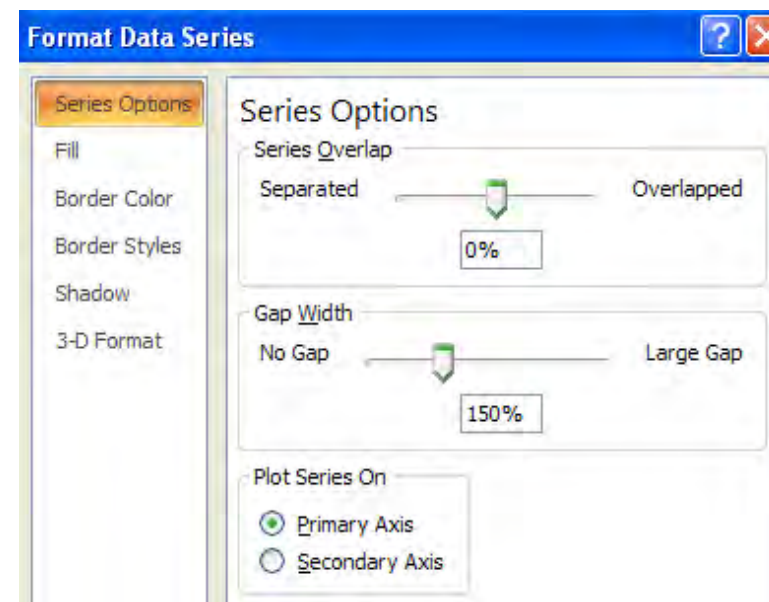 Format Data Series
?
Series Options
Fill
Border Color
Border Styles
Shadow
3-D Format
Series Options
Series Overlap
Separated Overlapped
0%
Gap Width
No Gap Large Gap
150%
Plot Series On
Primary Axis
Secondary Axis